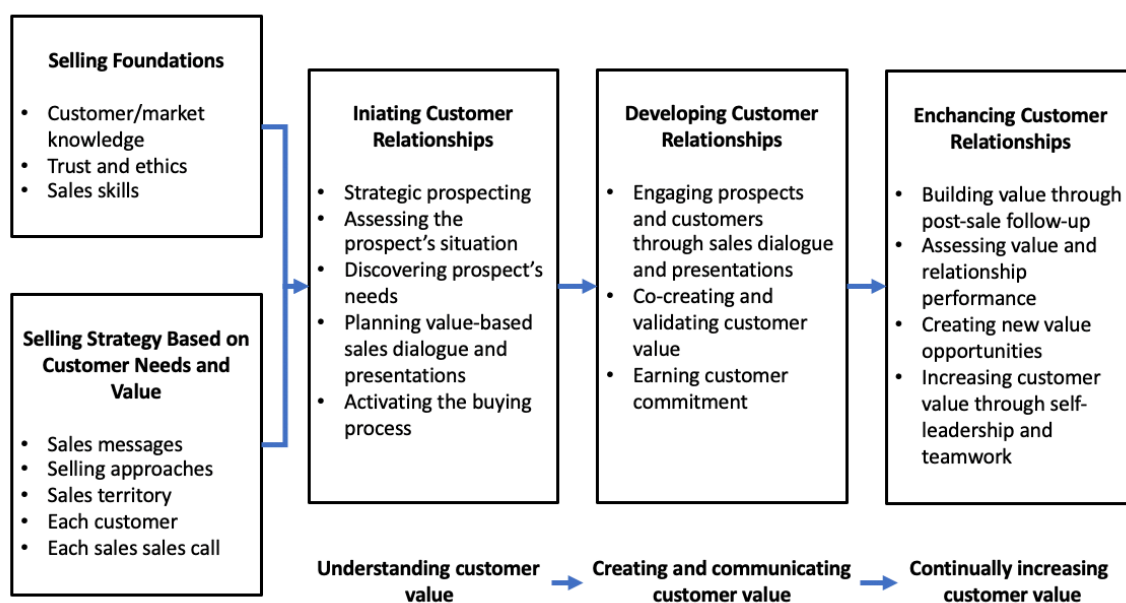 Selling Foundations
• Customer/market
knowledge
• Trust and ethics
• Sales skills
Selling Strategy Based on
Customer Needs and
Value
• Sales messages
• Selling approaches
• Sales territory
• Each customer
• Each sales sales call
Iniating Customer
Relationships
• Strategic prospecting
• Assessing the
prospect’s situation
• Discovering prospect’s
needs
• Planning value-based
sales dialogue and
presentations
• Activating the buying
process
Developing Customer
Relationships
• Engaging prospects
and customers
through sales dialogue
and presentations
• Co-creating and
validating customer
value
• Earning customer
commitment
Enchancing Customer
Relationships
• Building value through
post-sale follow-up
• Assessing value and
relationship
performance
• Creating new value
opportunities
• Increasing customer
value through self-
leadership and
teamwork
Understanding customer
value
Creating and communicating
customer value
Continually increasing
customer value